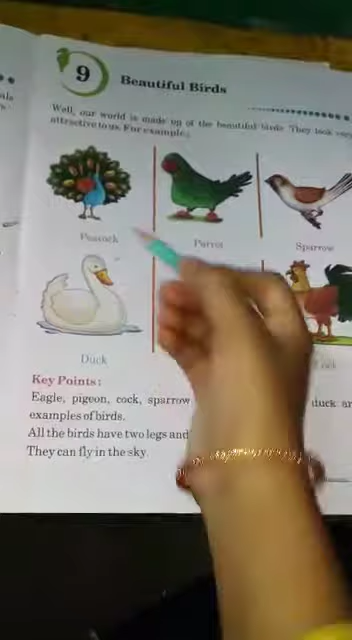 9
Beautiful Birds
Well, our world is made up of the beautiful birds. They look very
attractive to us. For example:
Peacock
Parrot
Sparrow
Duck
Key Points:
Eagle, pigeon, cock, sparrow
duck
examples of birds.
All the birds have two legs and
They can fly in the sky.